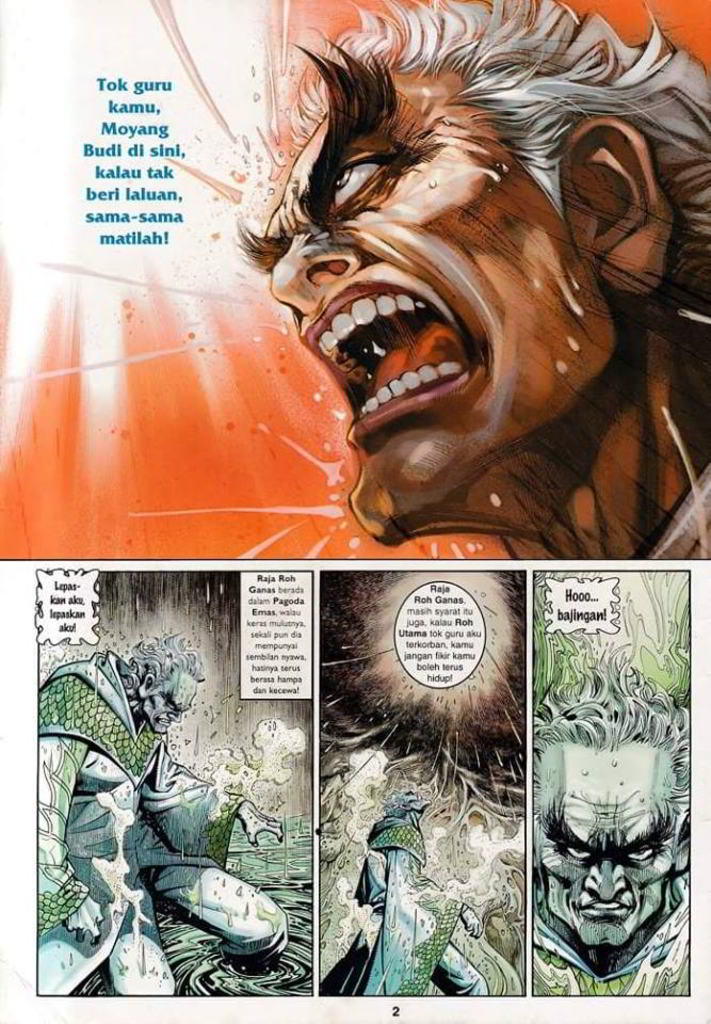 Tok guru
kamu,
Moyang
Budi di sini,
kalau tak
beri laluan,
sama-sama
matilah!
Lepas-
kan aku,
lepaskan
aku!
Raja Roh
Ganas berada
dalam Pagoda
Emas, walau
keras mulutnya,
sekali pun dia
mempunyai
sembilan nyawa,
hatinya terus
berasa hampa
dan kecewa!
Raja
Roh Ganas,
masih syarat itu
juga, kalau Roh
Utama tok guru aku
terkorban, kamu
jangan fikir kamu
boleh terus
hidup!
Hooo...
bajingan!
2